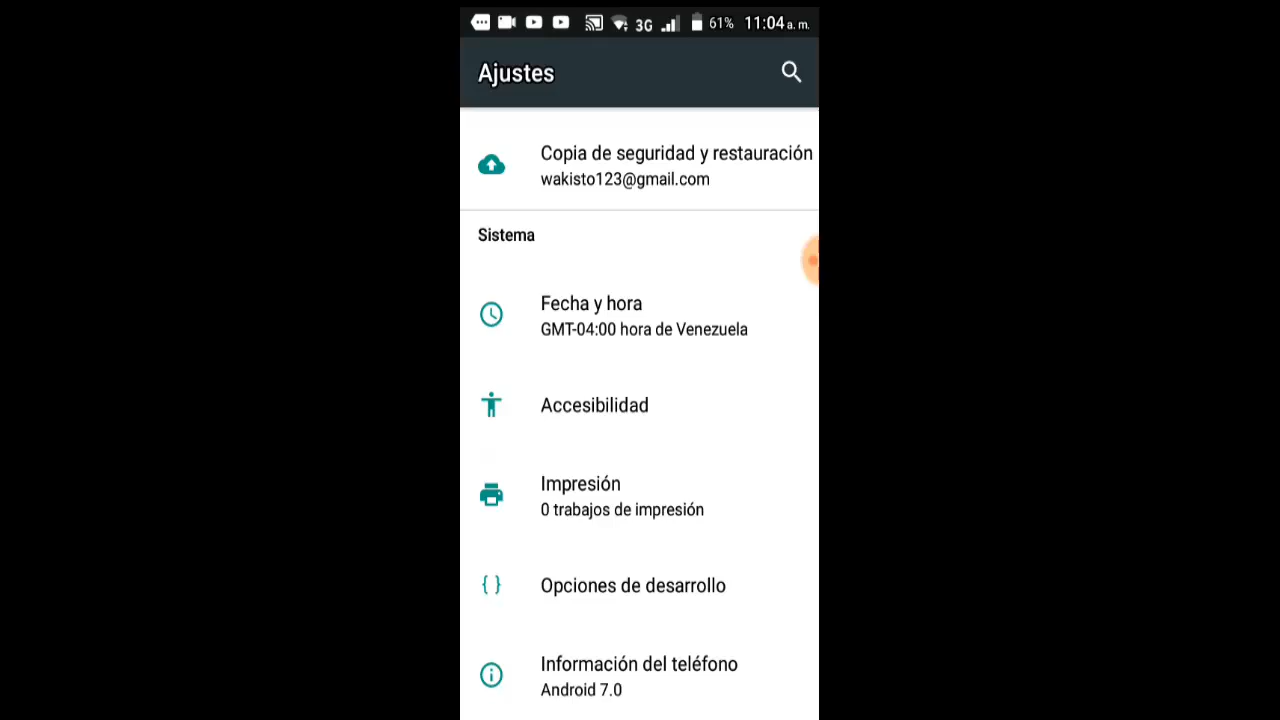 3G 61% 11:04 a. m.
Ajustes
Copia de seguridad y restauración
wakisto123@gmail.com
Sistema
Fecha y hora
GMT-04:00 hora de Venezuela
Accesibilidad
Impresión
0 trabajos de impresión
{ } Opciones de desarrollo
Información del teléfono
Android 7.0